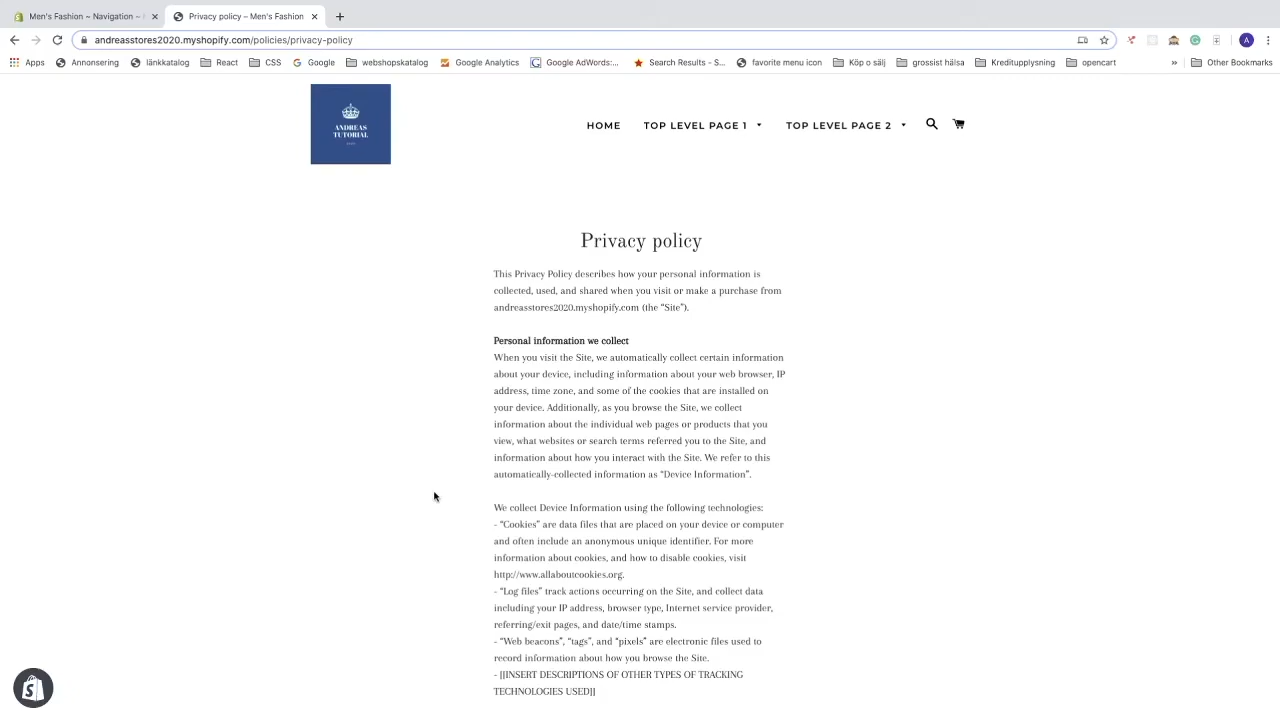 Men's Fashion ~ Navigation ~
Privacy policy – Men's Fashion
andreasstores2020.myshopify.com/policies/privacy-policy
A
Apps
Annonsering
länkkatalog
React
CSS
Google
webshopskatalog
Google Analytics
Google AdWords:...
Search Results - S...
favorite menu icon
Köp o sälj
grossist hälsa
Kreditupplysning
opencart
»
Other Bookmarks
ANDREAS
TUTORIAL
HOME
TOP LEVEL PAGE 1
TOP LEVEL PAGE 2
Privacy policy
This Privacy Policy describes how your personal information is
collected, used, and shared when you visit or make a purchase from
andreasstores2020.myshopify.com (the “Site”).
Personal information we collect
When you visit the Site, we automatically collect certain information
about your device, including information about your web browser, IP
address, time zone, and some of the cookies that are installed on
your device. Additionally, as you browse the Site, we collect
information about the individual web pages or products that you
view, what websites or search terms referred you to the Site, and
information about how you interact with the Site. We refer to this
automatically-collected information as “Device Information”.
We collect Device Information using the following technologies:
- “Cookies” are data files that are placed on your device or computer
and often include an anonymous unique identifier. For more
information about cookies, and how to disable cookies, visit
http://www.allaboutcookies.org.
- “Log files” track actions occurring on the Site, and collect data
including your IP address, browser type, Internet service provider,
referring/exit pages, and date/time stamps.
- “Web beacons”, “tags”, and “pixels” are electronic files used to
record information about how you browse the Site.
- [[INSERT DESCRIPTIONS OF OTHER TYPES OF TRACKING
TECHNOLOGIES USED]]